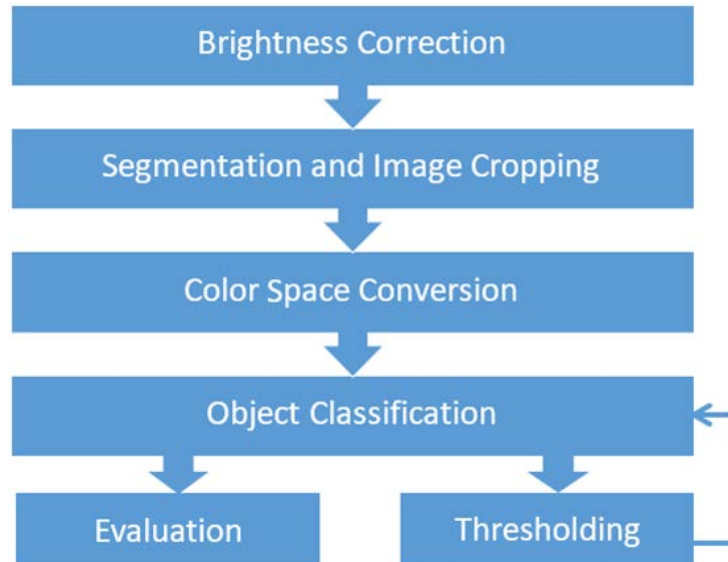 Brightness Correction
Segmentation and Image Cropping
Color Space Conversion
Object Classification
Evaluation
Thresholding